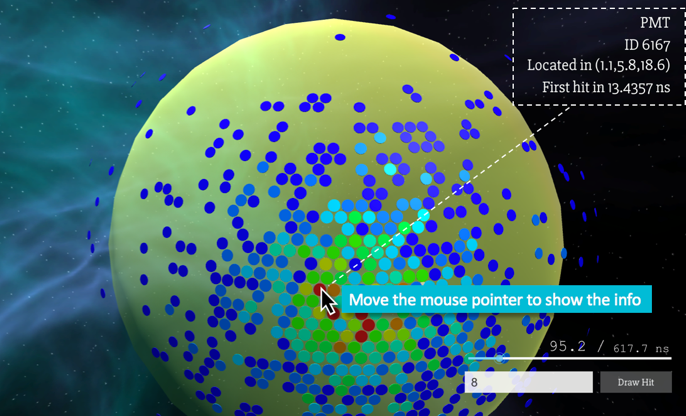 PMT
ID 6167
Located in (1.1,5.8,18.6)
First hit in 13.4357 ns
Move the mouse pointer to show the info
95.2 / 617.7 ns
8
Draw Hit